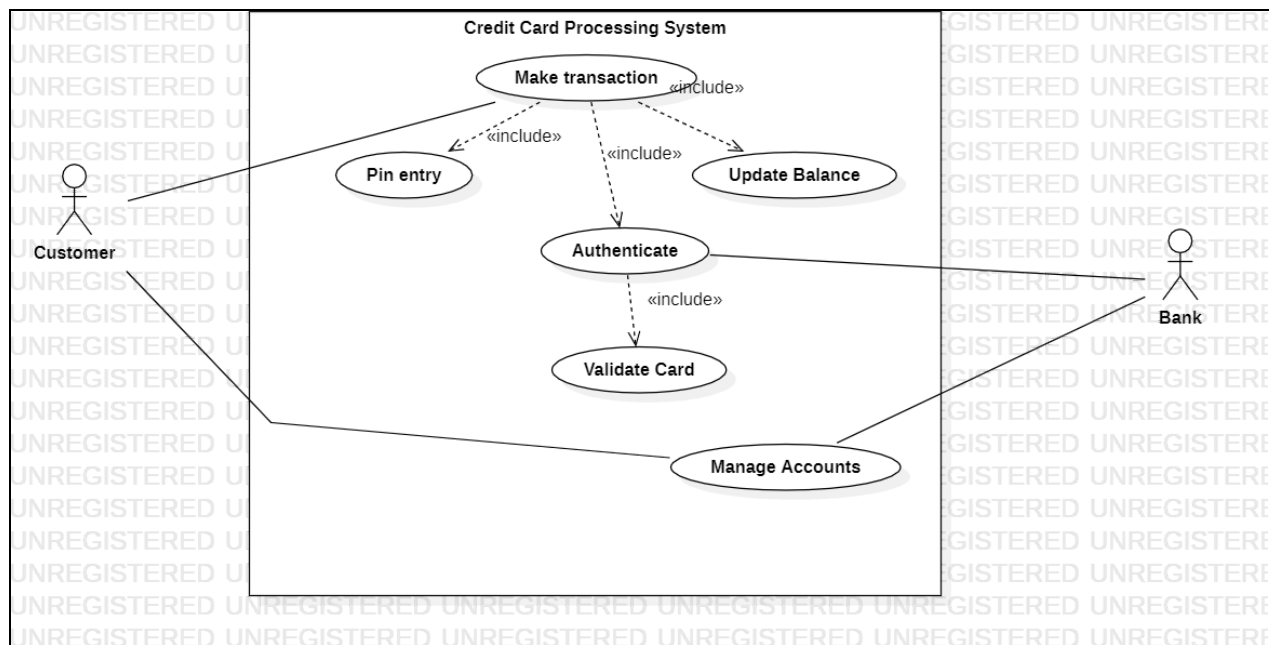 Credit Card Processing System
Make transaction
«include»
«include»
«include»
Pin entry
Update Balance
Authenticate
Customer
«include»
Bank
Validate Card
Manage Accounts
UNREGISTERED UNREGISTERED UNREGISTERED UNREGISTERED UNREGISTERED UNREGISTERE